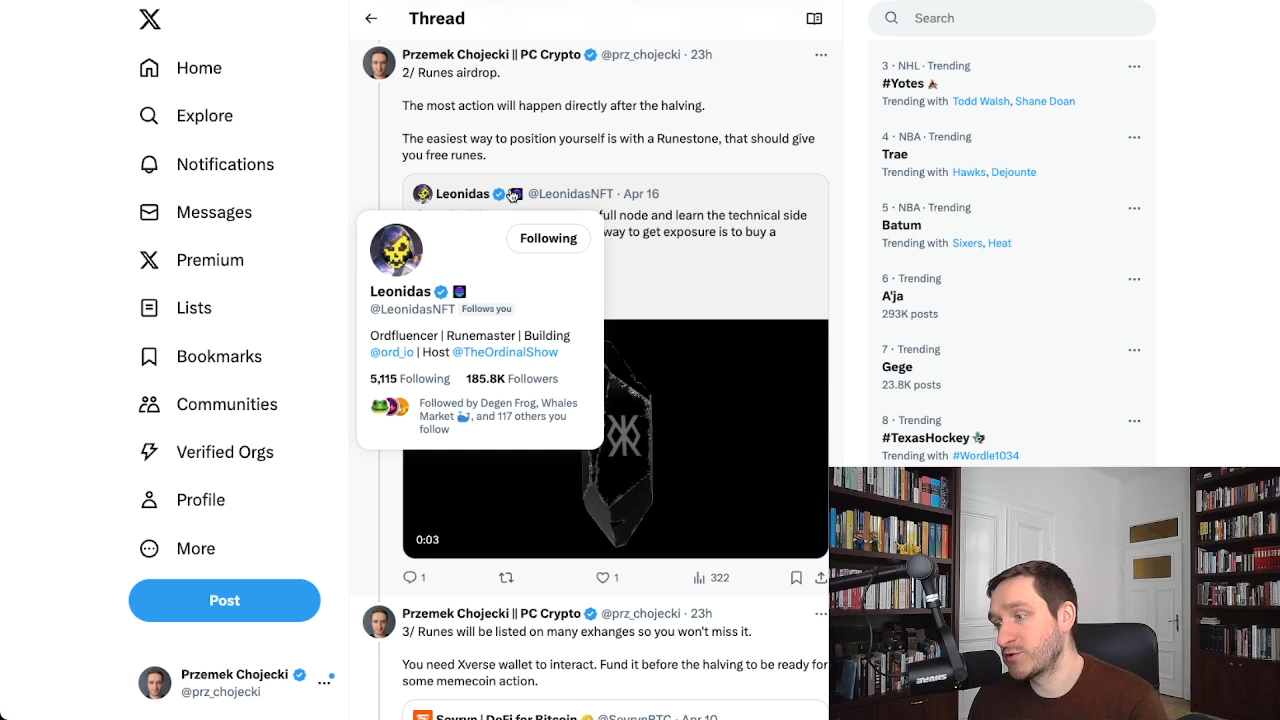 Home
Explore
Notifications
Messages
Premium
Lists
Bookmarks
Communities
Verified Orgs
Profile
More
Post
Przemek Chojecki
@prz_chojecki
Thread
Przemek Chojecki || PC Crypto @prz_chojecki · 23h
2/ Runes airdrop.
The most action will happen directly after the halving.
The easiest way to position yourself is with a Runestone, that should give
you free runes.
Leonidas @LeonidasNFT · Apr 16
full node and learn the technical side
way to get exposure is to buy a
Following
Leonidas
@LeonidasNFT Follows you
Ordfluencer | Runemaster | Building
@ord_io | Host @TheOrdinalShow
5,115 Following 185.8K Followers
Followed by Degen Frog, Whales
Market 🐳, and 117 others you
follow
0:03
1 1 322
Przemek Chojecki || PC Crypto @prz_chojecki · 23h
3/ Runes will be listed on many exhanges so you won't miss it.
You need Xverse wallet to interact. Fund it before the halving to be ready for
some memecoin action.
Sovryn | DeFi for Bitcoin @SovrynBTC · Apr 10
Search
3 · NHL · Trending
#Yotes
Trending with Todd Walsh, Shane Doan
4 · NBA · Trending
Trae
Trending with Hawks, Dejounte
5 · NBA · Trending
Batum
Trending with Sixers, Heat
6 · Trending
A'ja
293K posts
7 · Trending
Gege
23.8K posts
8 · Trending
#TexasHockey
Trending with #Wordle1034
SHURE